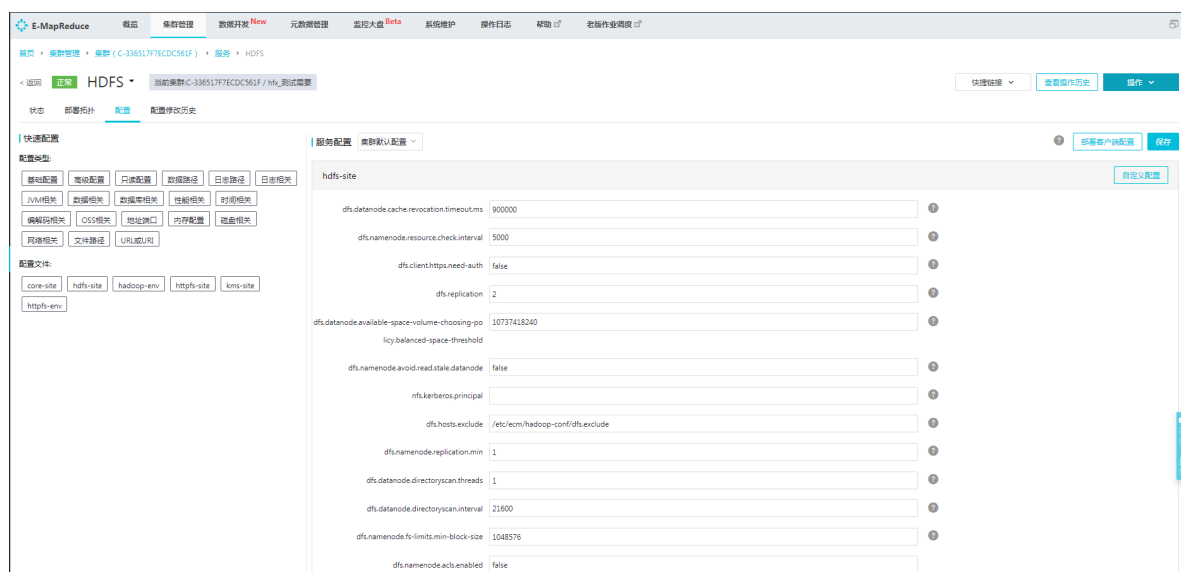 E-MapReduce 概览 集群管理 数据开发 New 元数据管理 监控大盘 Beta 系统维护 操作日志 帮助 老版作业调度
首页 集群管理 集群 ( C-336517F7ECDC561F ) 服务 HDFS
< 返回 正常 HDFS 当前集群:C-336517F7ECDC561F / hfx_测试需要 快捷链接 查看操作历史 操作
状态 部署拓扑 配置 配置修改历史
快速配置
配置类型:
基础配置 高级配置 只读配置 数据路径 日志路径 日志相关
JVM相关 数据相关 数据库相关 性能相关 时间相关
编解码相关 OSS相关 地址端口 内存配置 磁盘相关
网络相关 文件路径 URL或URI
配置文件:
core-site hdfs-site hadoop-env httpfs-site kms-site
httpfs-env
服务配置 集群默认配置 部署客户端配置 保存
hdfs-site 自定义配置
dfs.datanode.cache.revocation.timeout.ms 900000
dfs.namenode.resource.check.interval 5000
dfs.client.https.need-auth false
dfs.replication 2
dfs.datanode.available-space-volume-choosing-po 10737418240
licy.balanced-space-threshold
dfs.namenode.avoid.read.stale.datanode false
nfs.kerberos.principal
dfs.hosts.exclude /etc/ecm/hadoop-conf/dfs.exclude
dfs.namenode.replication.min 1
dfs.datanode.directoryscan.threads 1
dfs.datanode.directoryscan.interval 21600
dfs.namenode.fs-limits.min-block-size 1048576
dfs.namenode.acls.enabled false